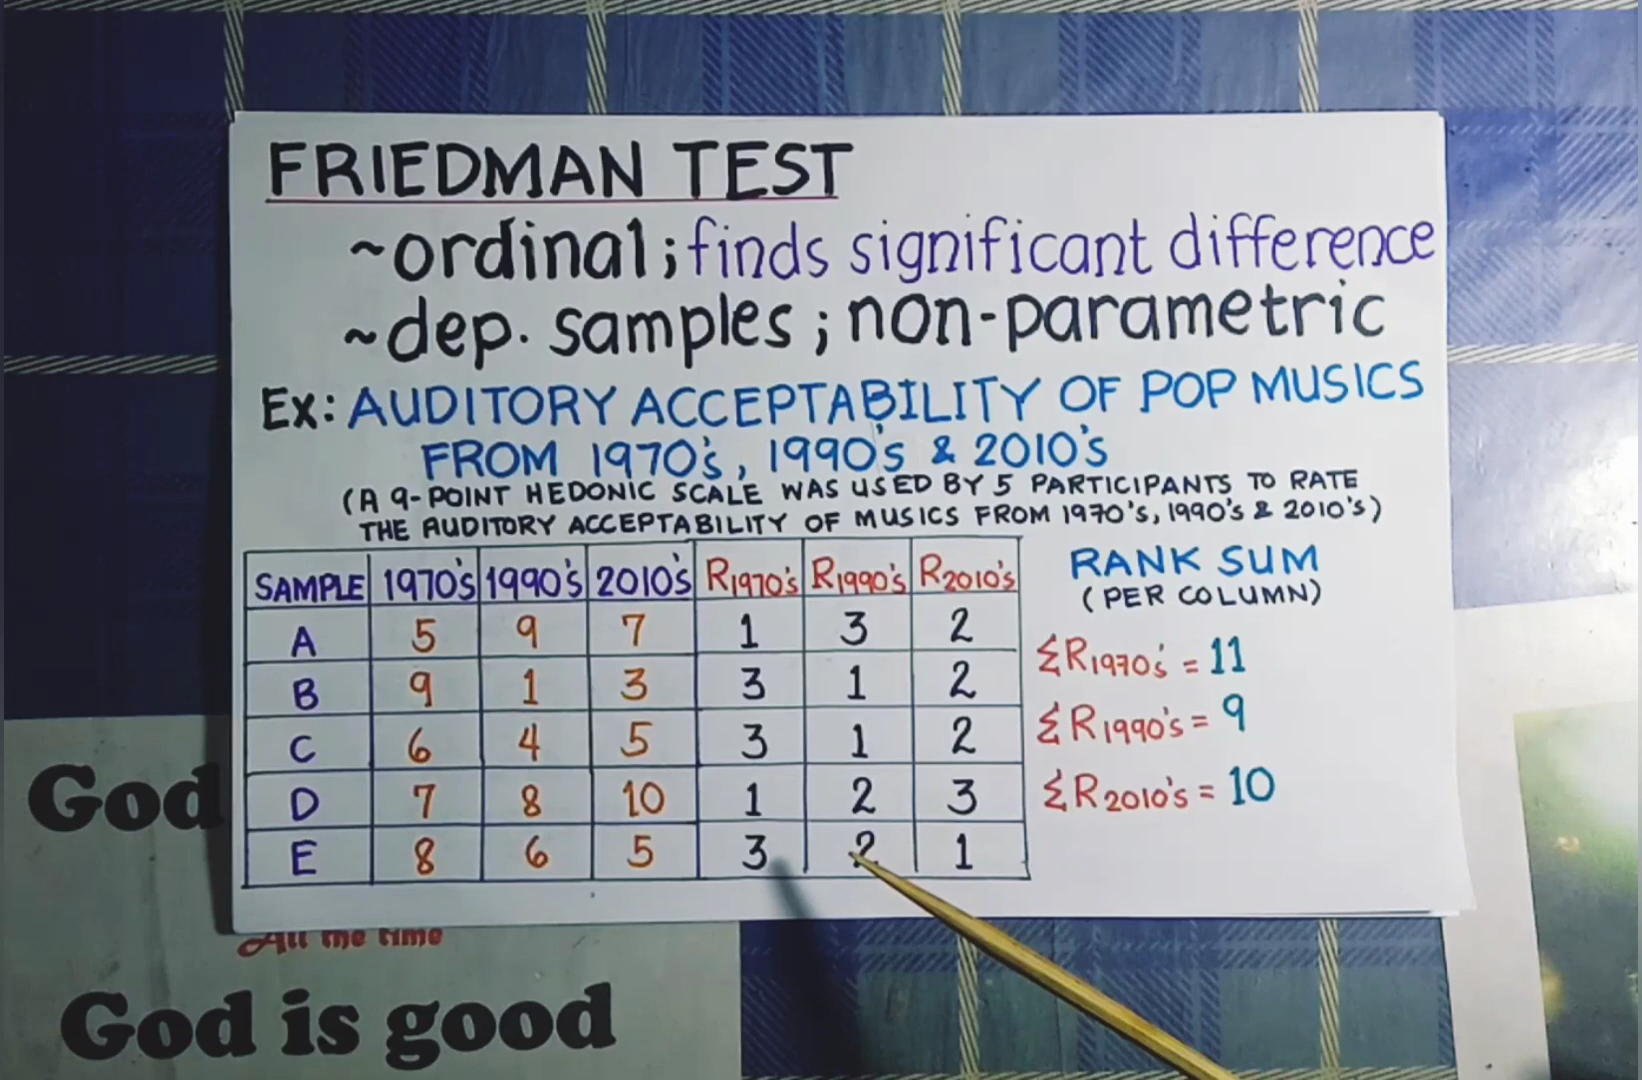 FRIEDMAN TEST
~ordinal; finds significant difference
~dep. samples; non-parametric
Ex: AUDITORY ACCEPTABILITY OF POP MUSICS
FROM 1970's, 1990's & 2010's
(A 9-POINT HEDONIC SCALE WAS USED BY 5 PARTICIPANTS TO RATE
THE AUDITORY ACCEPTABILITY OF MUSICS FROM 1970's, 1990's & 2010's)
SAMPLE 1970's 1990's 2010's R1970's R1990's R2010's
A 5 9 7 1 3 2
B 9 1 3 3 1 2
C 6 4 5 3 1 2
D 7 8 10 1 2 3
E 8 6 5 3 2 1
RANK SUM
(PER COLUMN)
ΣR1970's = 11
ΣR1990's = 9
ΣR2010's = 10
God
All the time
God is good